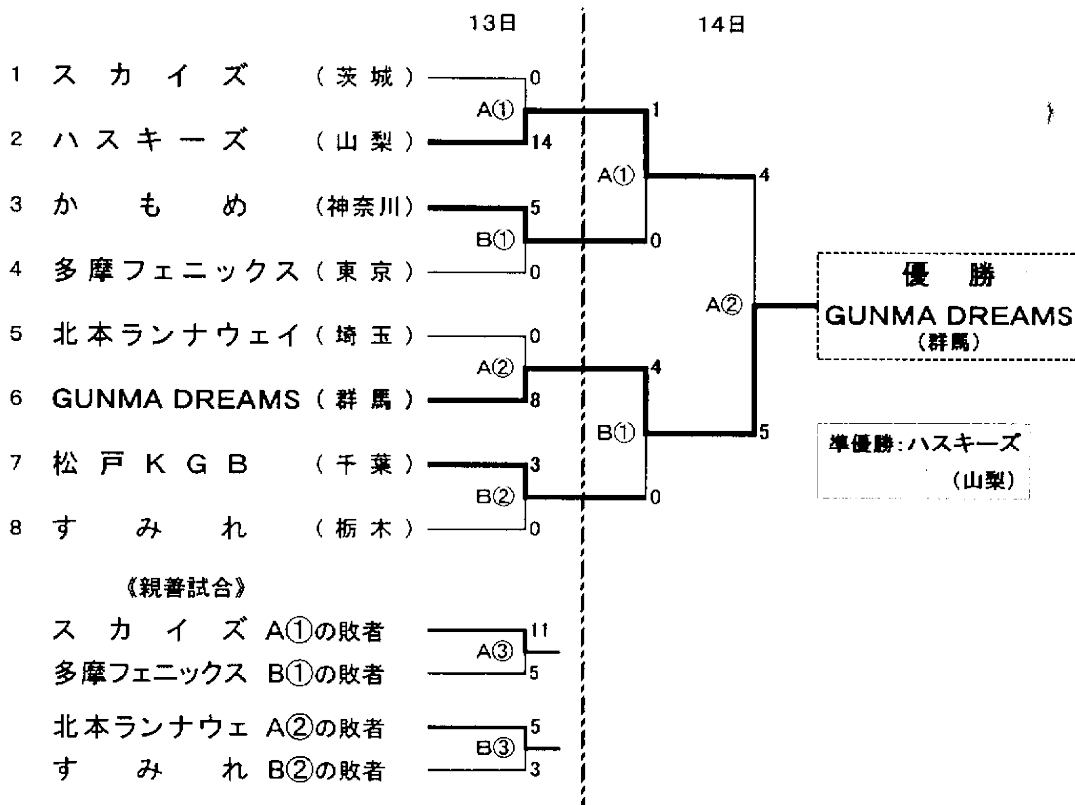 13日 14日
1 スカイズ (茨城) 0
A①
2 ハスキーズ (山梨) 14
1
A①
4
3 かもめ (神奈川) 5
B①
0
4 多摩フェニックス (東京) 0
優勝
GUNMA DREAMS
(群馬)
A②
5 北本ランナウェイ (埼玉) 0
A②
4
6 GUNMA DREAMS (群馬) 8
B①
5
準優勝:ハスキーズ
(山梨)
7 松戸KGB (千葉) 3
B②
0
8 すみれ (栃木) 0
《親善試合》
スカイズ A①の敗者 11
A③
多摩フェニックス B①の敗者 5
北本ランナウェ A②の敗者 5
B③
すみれ B②の敗者 3